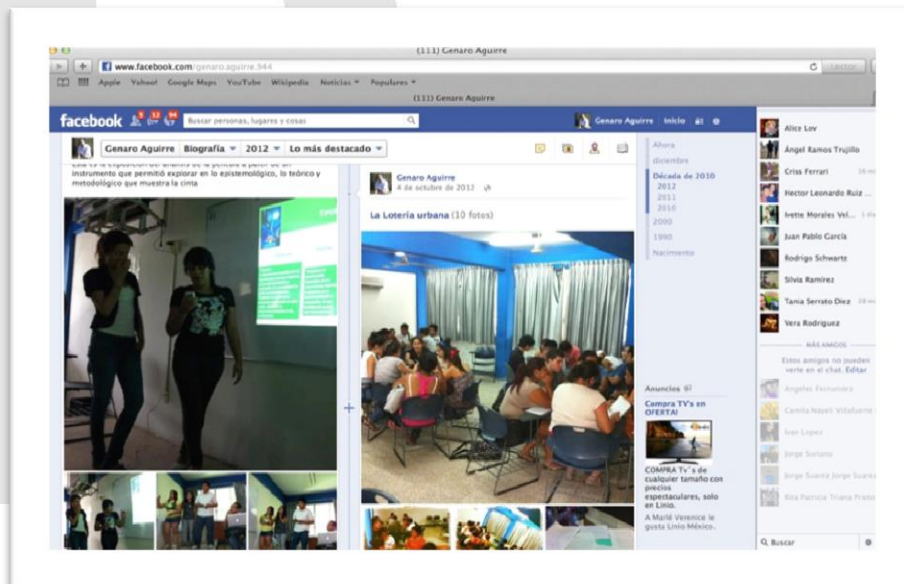 (111) Genaro Aguirre
www.facebook.com/genaro.aguirre.944
Lector
Apple Yahoo! Google Maps YouTube Wikipedia Noticias Populares
(111) Genaro Aguirre
facebook
Buscar personas, lugares y cosas
Genaro Aguirre Inicio
Genaro Aguirre Biografía 2012 Lo más destacado
instrumento que permitió explorar en lo epistemológico, lo teórico y
metodológico que muestra la cinta
Genaro Aguirre
4 de octubre de 2012
La Lotería urbana (10 fotos)
Ahora
diciembre
Década de 2010
2012
2011
2010
2000
1990
Nacimiento
Anuncios
Compra TV's en
OFERTA!
COMPRA Tv´s de
cualquier tamaño con
precios
espectaculares, solo
en Linio.
A Marlé Verenice le
gusta Linio México.
Alice Lov
Ángel Ramos Trujillo
Criss Ferrari
Hector Leonardo Ruiz ...
Ivette Morales Vel...
Juan Pablo García
Rodrigo Schwartz
Silvia Ramírez
Tania Serrato Díez
Vera Rodriguez
MÁS AMIGOS
Estos amigos no pueden
verte en el chat. Editar
Angeles Fernandez
Camila Nayeli Villafuerte
Ivan Lopez
Jorge Soriano
Jorge Suarez Jorge Suarez
Rita Patricia Triana Prieto
Buscar